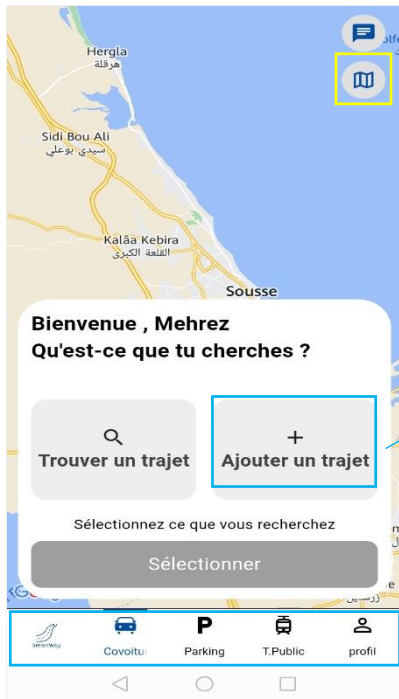 Hergla
هرقلة
Sidi Bou Ali
سيدي بوعلي
Kalâa Kebira
القلعة الكبرى
Sousse
Bienvenue , Mehrez
Qu'est-ce que tu cherches ?
Trouver un trajet
Ajouter un trajet
Sélectionnez ce que vous recherchez
Sélectionner
SmartWay
Covoitu
P
Parking
T.Public
profil